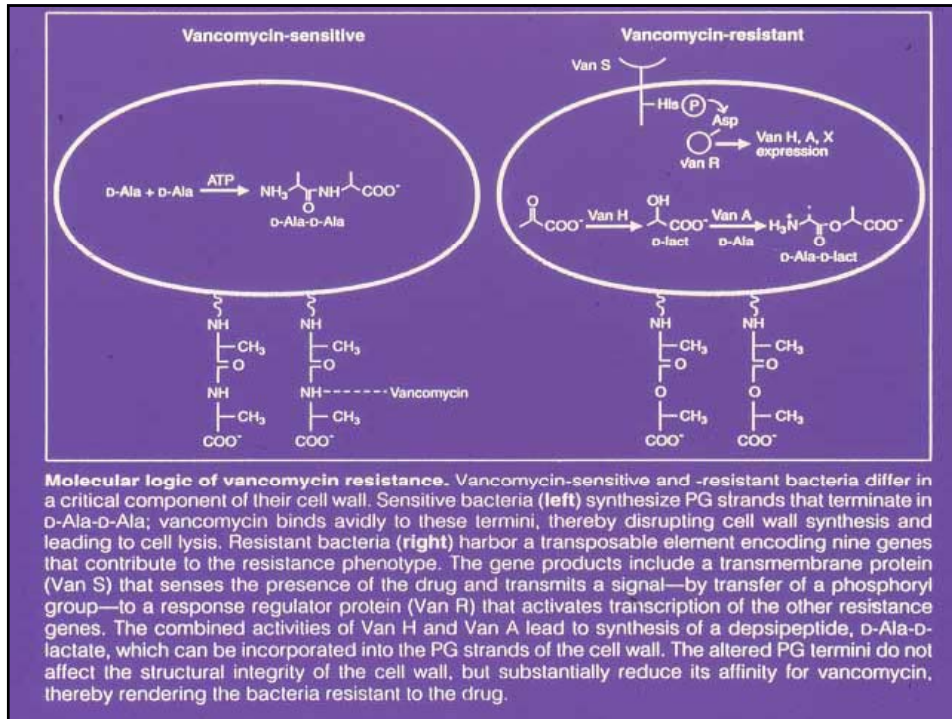 Vancomycin-sensitive
ATP
D-Ala + D-Ala
NH₃
O
NH
COO⁻
D-Ala-D-Ala
NH
CH₃
O
NH
CH₃
COO⁻
NH
CH₃
O
NH
Vancomycin
CH₃
COO⁻
Vancomycin-resistant
Van S
His
P
Asp
Van R
Van H, A, X
expression
O
COO⁻
Van H
OH
COO⁻
D-lact
Van A
D-Ala
H₃N⁺
O
O
COO⁻
D-Ala-D-lact
NH
CH₃
O
O
CH₃
COO⁻
NH
CH₃
O
O
CH₃
COO⁻
Molecular logic of vancomycin resistance. Vancomycin-sensitive and -resistant bacteria differ in
a critical component of their cell wall. Sensitive bacteria (left) synthesize PG strands that terminate in
D-Ala-D-Ala; vancomycin binds avidly to these termini, thereby disrupting cell wall synthesis and
leading to cell lysis. Resistant bacteria (right) harbor a transposable element encoding nine genes
that contribute to the resistance phenotype. The gene products include a transmembrane protein
(Van S) that senses the presence of the drug and transmits a signal—by transfer of a phosphoryl
group—to a response regulator protein (Van R) that activates transcription of the other resistance
genes. The combined activities of Van H and Van A lead to synthesis of a depsipeptide, D-Ala-D-
lactate, which can be incorporated into the PG strands of the cell wall. The altered PG termini do not
affect the structural integrity of the cell wall, but substantially reduce its affinity for vancomycin,
thereby rendering the bacteria resistant to the drug.